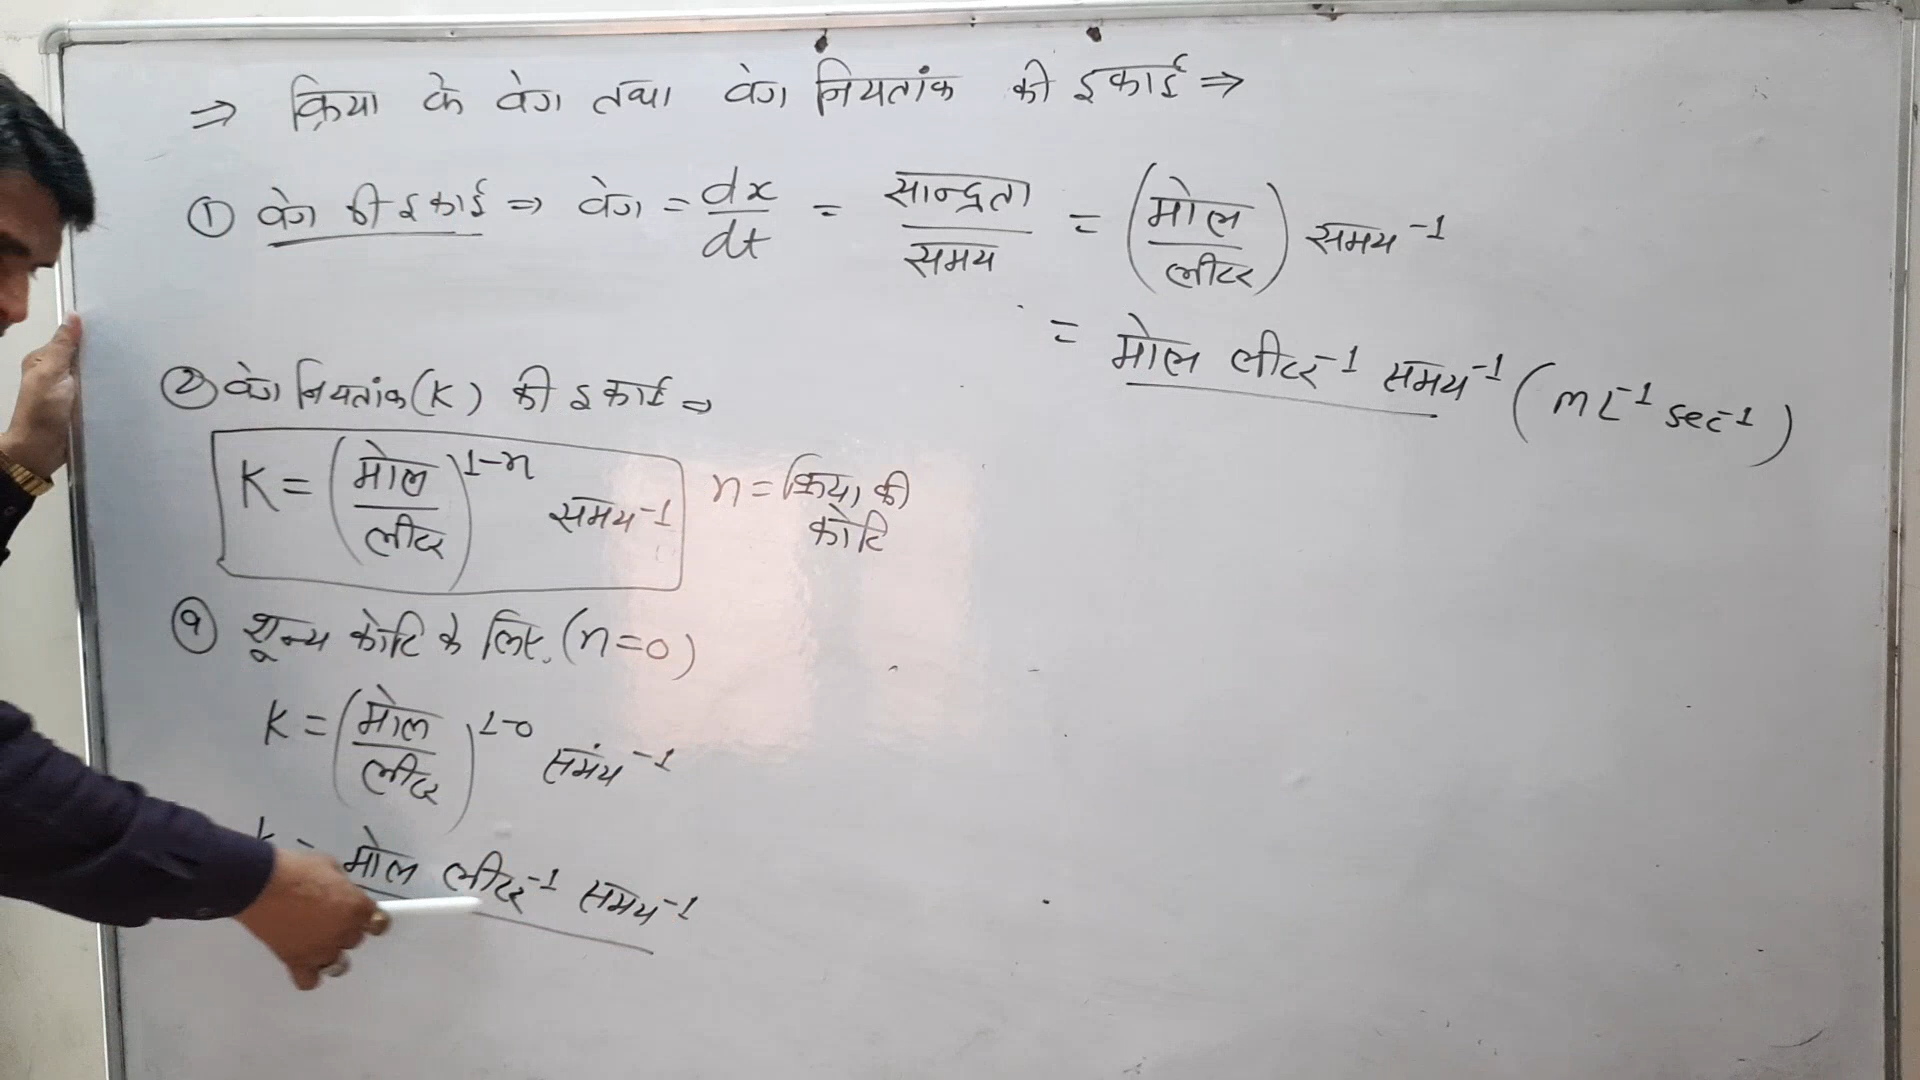 ⇒ क्रिया के वेग तथा वेग नियतांक की इकाई ⇒
① वेग की इकाई ⇒ वेग = dx/dt = सान्द्रता/समय = (मोल/लीटर) समय⁻¹
= मोल लीटर⁻¹ समय⁻¹ (mL⁻¹ sec⁻¹)
② वेग नियतांक (K) की इकाई ⇒
K = (मोल/लीटर)¹⁻ⁿ समय⁻¹ n = क्रिया की
कोटि
(a) शून्य कोटि के लिए (n=0)
K = (मोल/लीटर)¹⁻⁰ समंय⁻¹
K = मोल लीटर⁻¹ समय⁻¹